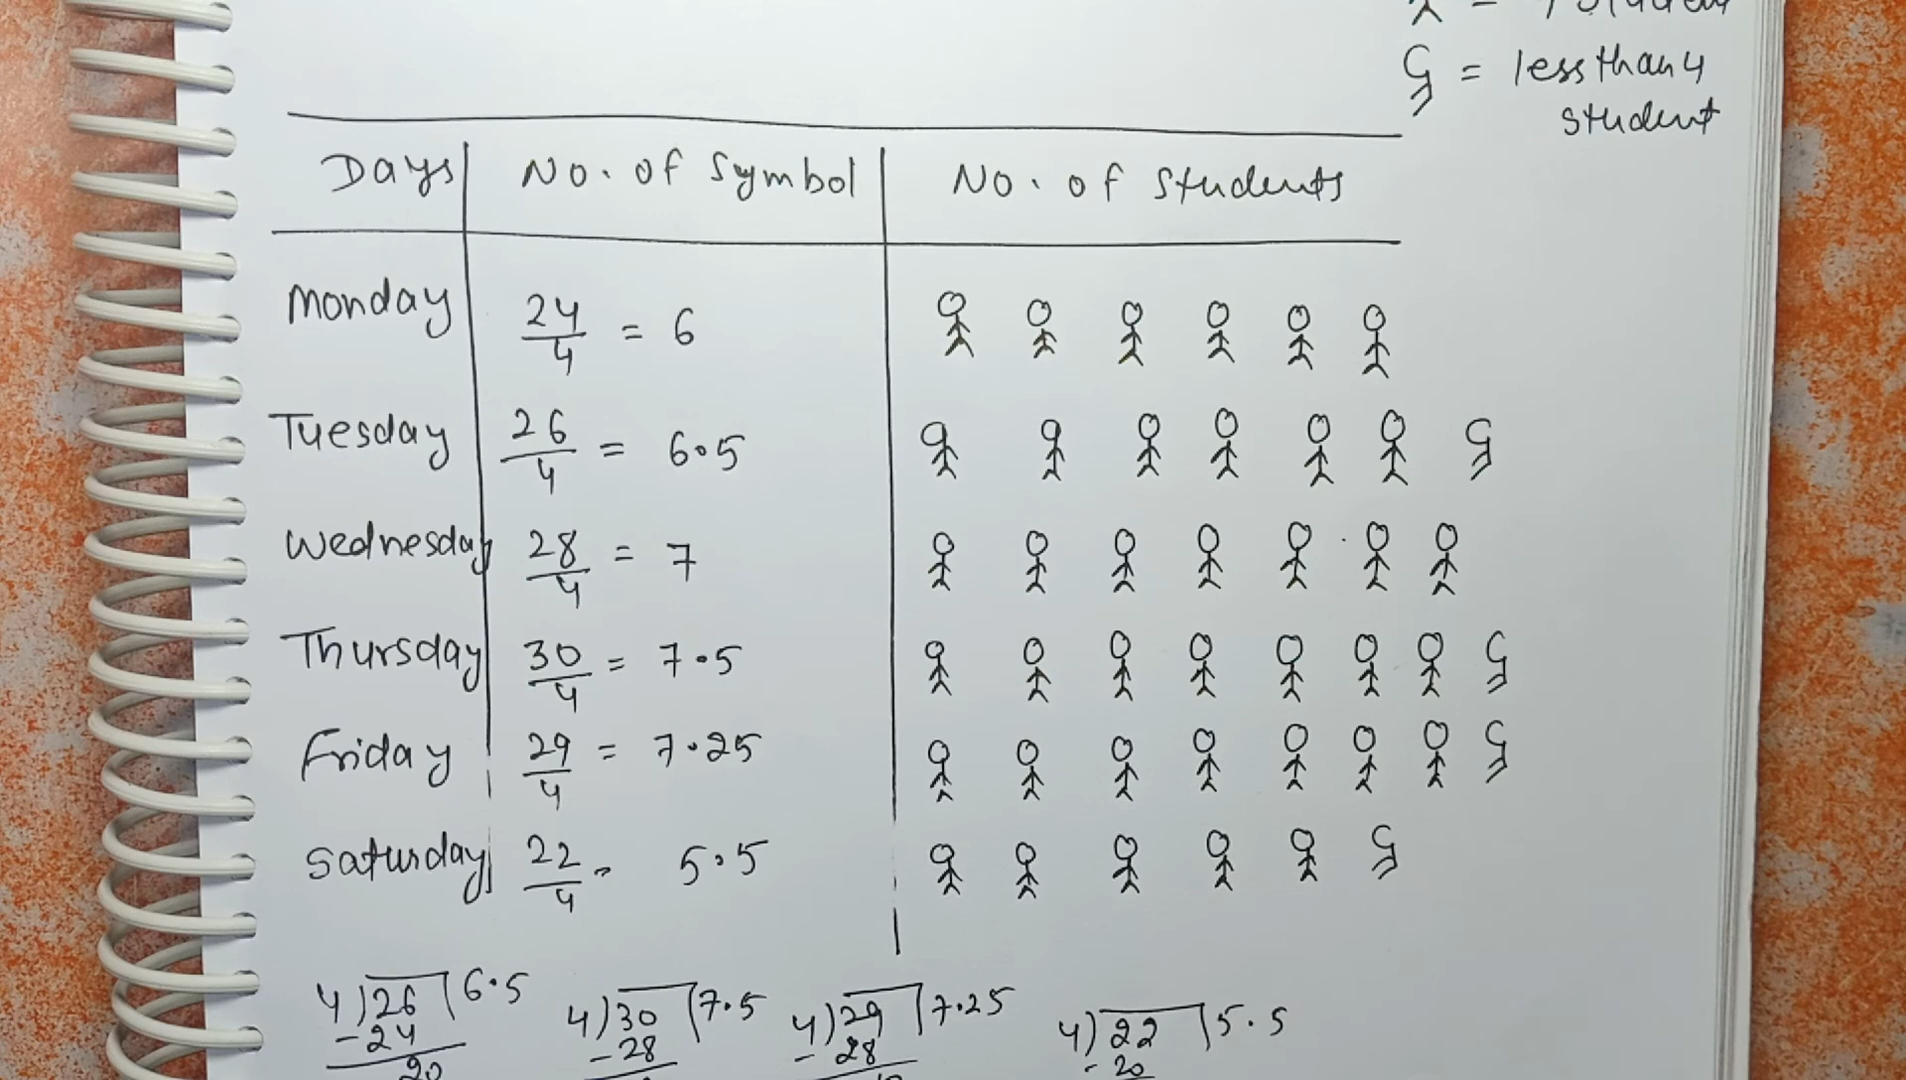 = less than 4
student
Days No. of Symbol No. of Students
Monday 24/4 = 6
Tuesday 26/4 = 6.5
Wednesday 28/4 = 7
Thursday 30/4 = 7.5
Friday 29/4 = 7.25
Saturday 22/4 = 5.5
4)26(6.5 4)30(7.5 4)29(7.25 4)22(5.5
-24 -28 -28 -20
20